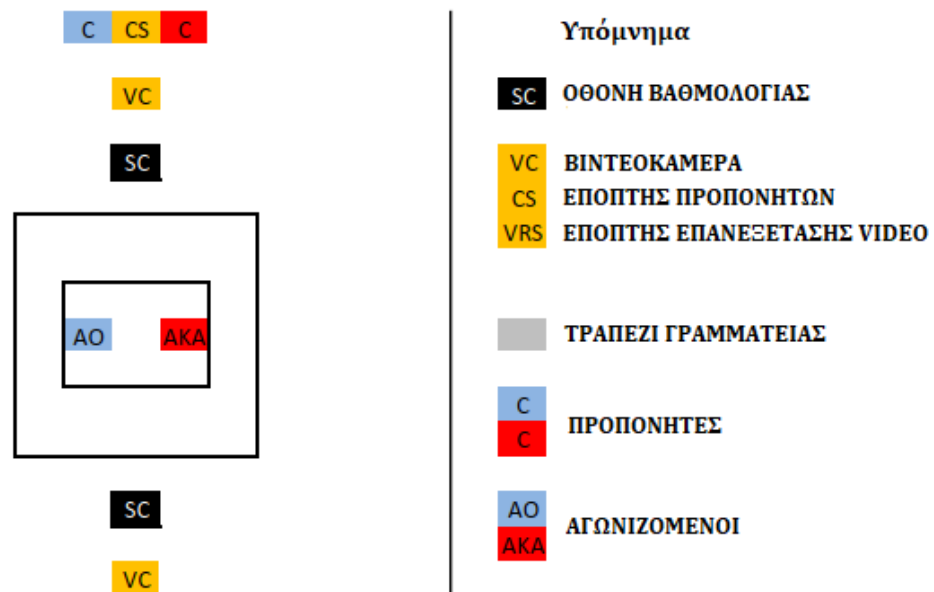 C CS C
VC
SC
AO AKA
SC
VC
Υπόμνημα
SC ΟΘΟΝΗ ΒΑΘΜΟΛΟΓΙΑΣ
VC ΒΙΝΤΕΟΚΑΜΕΡΑ
CS ΕΠΟΠΤΗΣ ΠΡΟΠΟΝΗΤΩΝ
VRS ΕΠΟΠΤΗΣ ΕΠΑΝΕΞΕΤΑΣΗΣ VIDEO
ΤΡΑΠΕΖΙ ΓΡΑΜΜΑΤΕΙΑΣ
C
C
ΠΡΟΠΟΝΗΤΕΣ
AO
AKA
ΑΓΩΝΙΖΟΜΕΝΟΙ